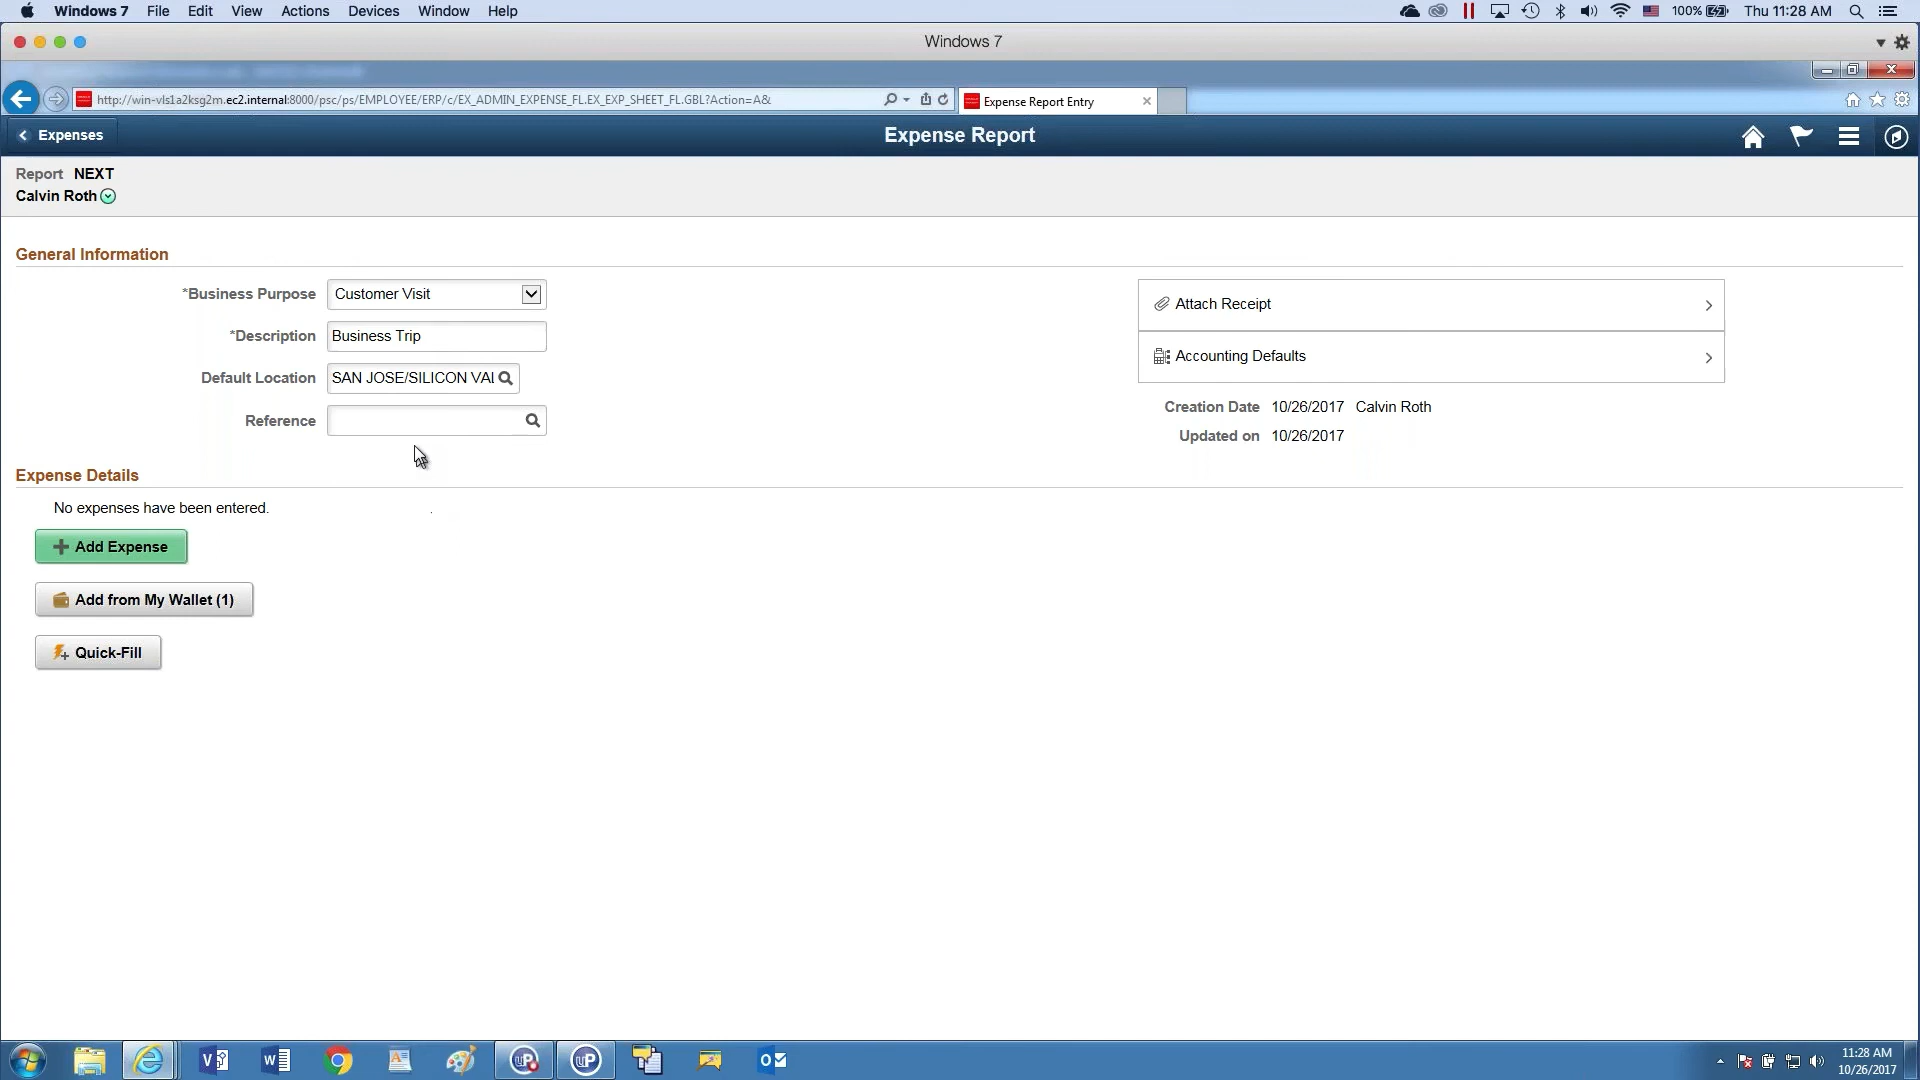 Windows 7 File Edit View Actions Devices Window Help 100% Thu 11:28 AM
Windows 7
http://win-vls1a2ksg2m.ec2.internal:8000/psc/ps/EMPLOYEE/ERP/c/EX_ADMIN_EXPENSE_FL.EX_EXP_SHEET_FL.GBL?Action=A& Expense Report Entry
Expenses Expense Report
Report NEXT
Calvin Roth
General Information
*Business Purpose Customer Visit
*Description Business Trip
Default Location SAN JOSE/SILICON VAL
Reference
Attach Receipt
Accounting Defaults
Creation Date 10/26/2017 Calvin Roth
Updated on 10/26/2017
Expense Details
No expenses have been entered.
Add Expense
Add from My Wallet (1)
Quick-Fill
11:28 AM
10/26/2017